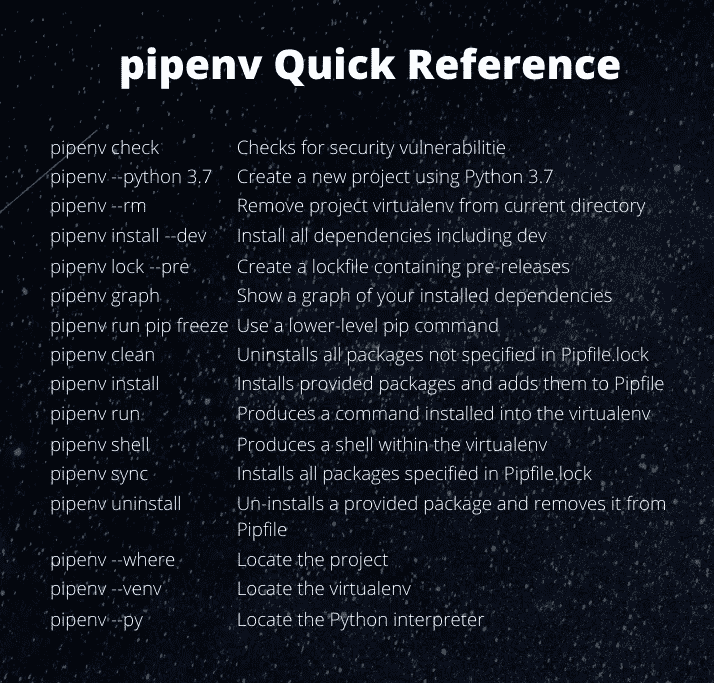 pipenv Quick Reference
pipenv check Checks for security vulnerabilitie
pipenv --python 3.7 Create a new project using Python 3.7
pipenv --rm Remove project virtualenv from current directory
pipenv install --dev Install all dependencies including dev
pipenv lock --pre Create a lockfile containing pre-releases
pipenv graph Show a graph of your installed dependencies
pipenv run pip freeze Use a lower-level pip command
pipenv clean Uninstalls all packages not specified in Pipfile.lock
pipenv install Installs provided packages and adds them to Pipfile
pipenv run Produces a command installed into the virtualenv
pipenv shell Produces a shell within the virtualenv
pipenv sync Installs all packages specified in Pipfile.lock
pipenv uninstall Un-installs a provided package and removes it from
Pipfile
pipenv --where Locate the project
pipenv --venv Locate the virtualenv
pipenv --py Locate the Python interpreter